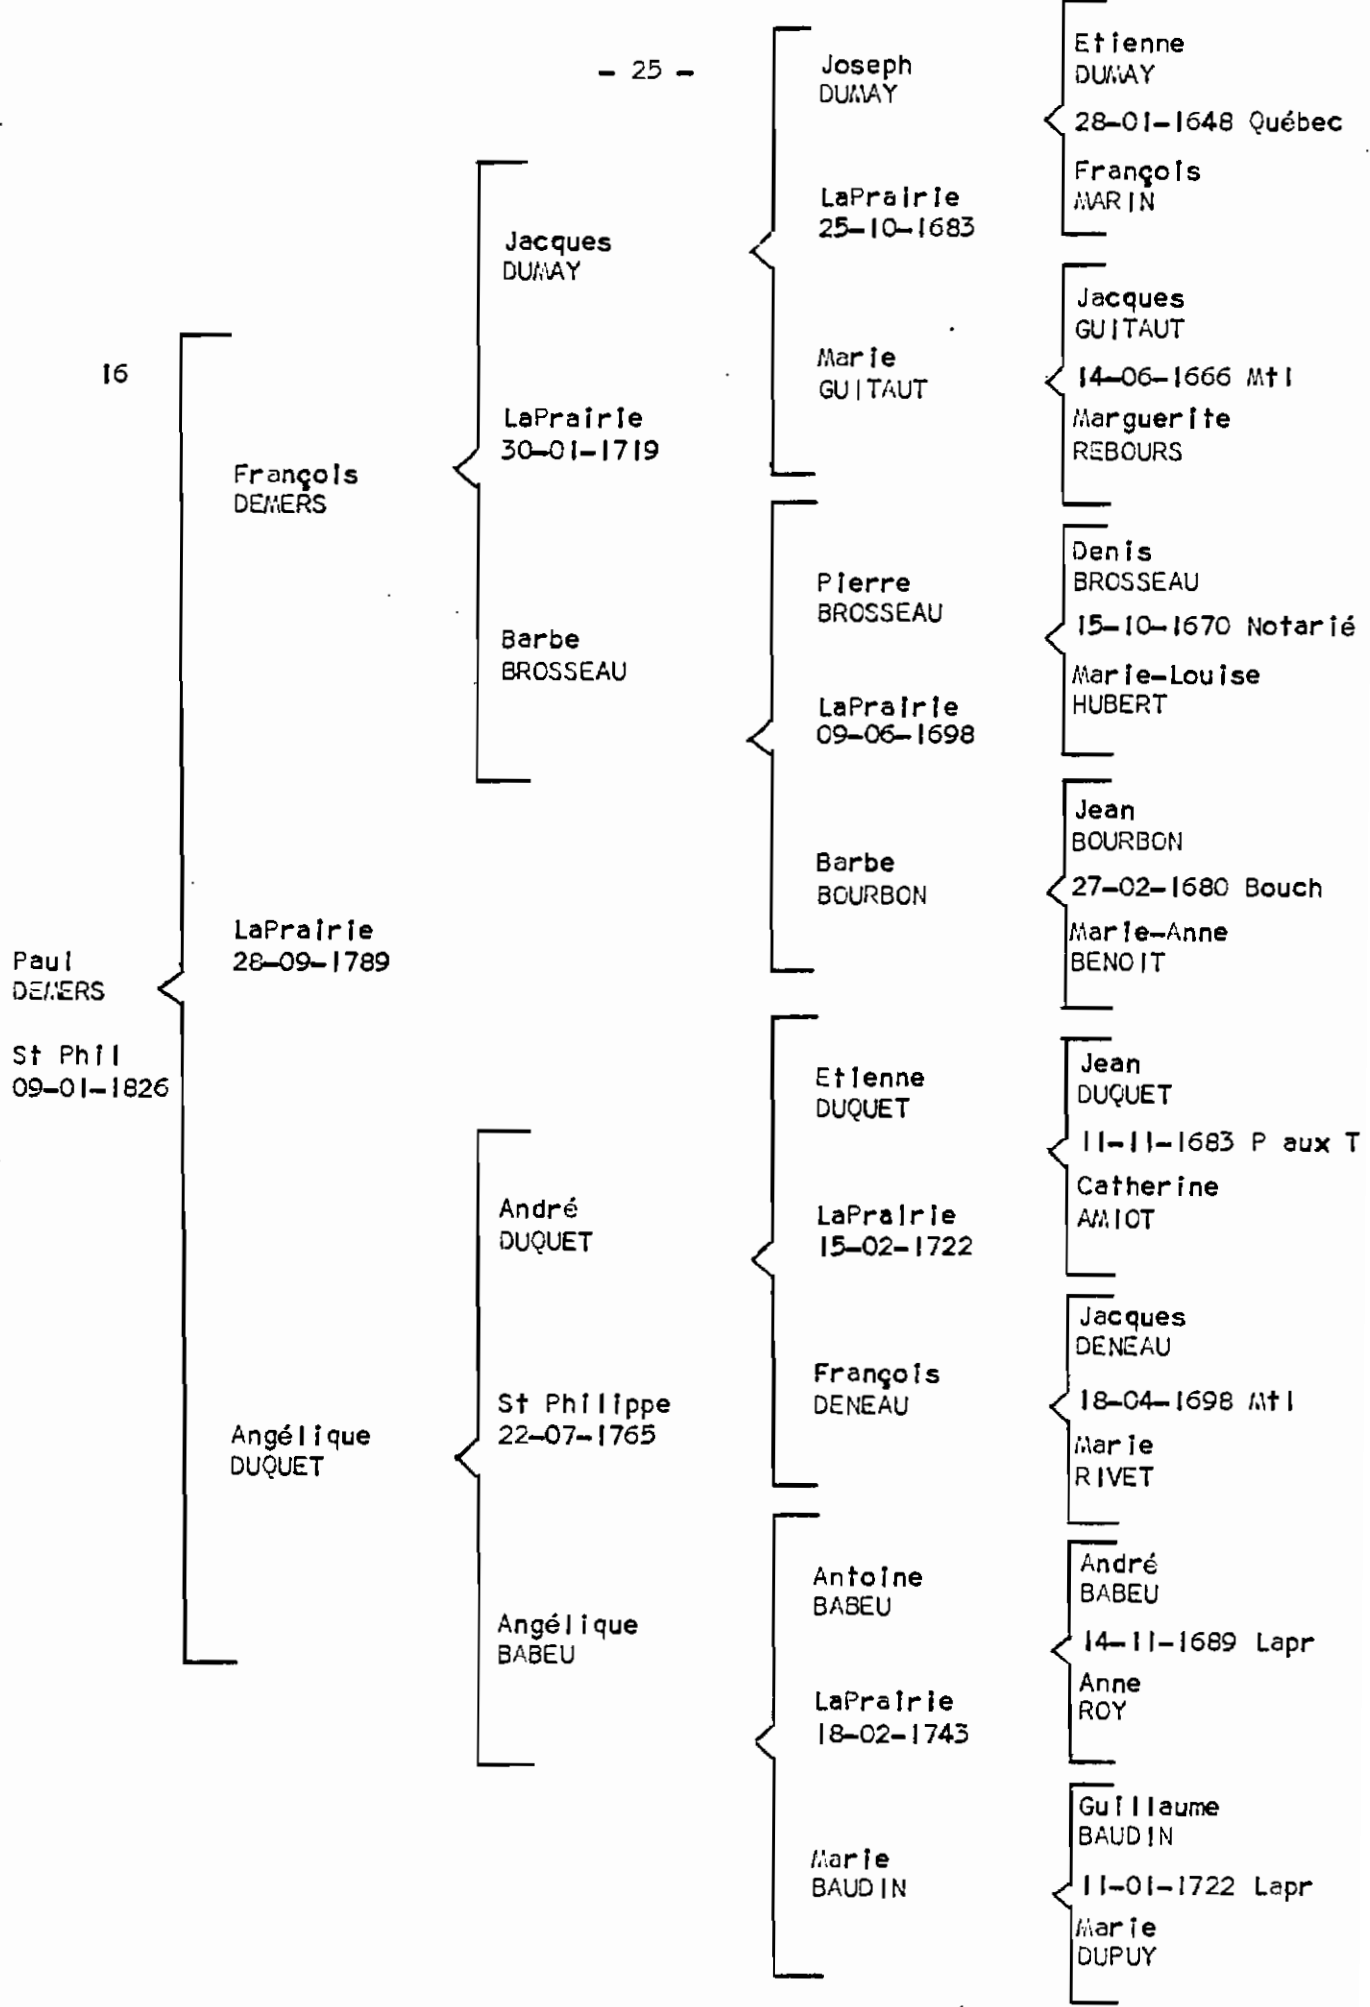 - 25 -
16
Paul
DEMERS
St Phil
09-01-1826
François
DEMERS
LaPrairie
28-09-1789
Angélique
DUQUET
Jacques
DUMAY
LaPrairie
30-01-1719
Barbe
BROSSEAU
André
DUQUET
St Philippe
22-07-1765
Angélique
BABEU
Joseph
DUMAY
LaPrairie
25-10-1683
Marie
GUITAUT
Pierre
BROSSEAU
LaPrairie
09-06-1698
Barbe
BOURBON
Etienne
DUQUET
LaPrairie
15-02-1722
François
DENEAU
Antoine
BABEU
LaPrairie
18-02-1743
Marie
BAUDIN
Etienne
DUMAY
28-01-1648 Québec
François
MARIN
Jacques
GUITAUT
14-06-1666 Mtl
Marguerite
REBOURS
Denis
BROSSEAU
15-10-1670 Notarié
Marie-Louise
HUBERT
Jean
BOURBON
27-02-1680 Bouch
Marie-Anne
BENOIT
Jean
DUQUET
11-11-1683 P aux T
Catherine
AMIOT
Jacques
DENEAU
18-04-1698 Mtl
Marie
RIVET
André
BABEU
14-11-1689 Lapr
Anne
ROY
Guillaume
BAUDIN
11-01-1722 Lapr
Marie
DUPUY